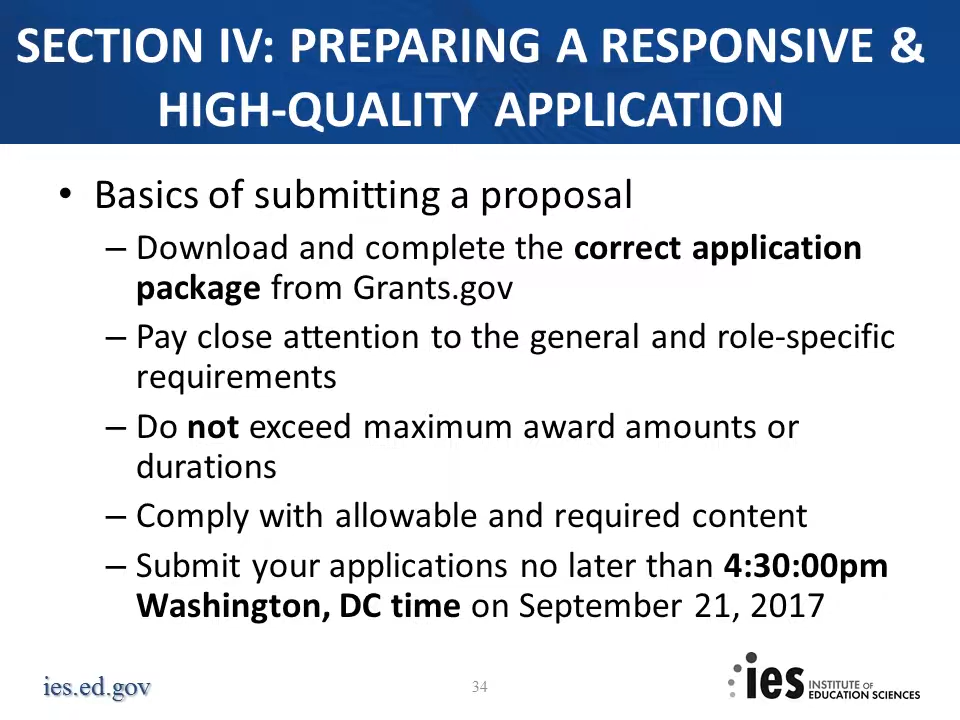 SECTION IV: PREPARING A RESPONSIVE &
HIGH-QUALITY APPLICATION
• Basics of submitting a proposal
– Download and complete the correct application
package from Grants.gov
– Pay close attention to the general and role-specific
requirements
– Do not exceed maximum award amounts or
durations
– Comply with allowable and required content
– Submit your applications no later than 4:30:00pm
Washington, DC time on September 21, 2017
ies.ed.gov
34
ies INSTITUTE OF
EDUCATION SCIENCES